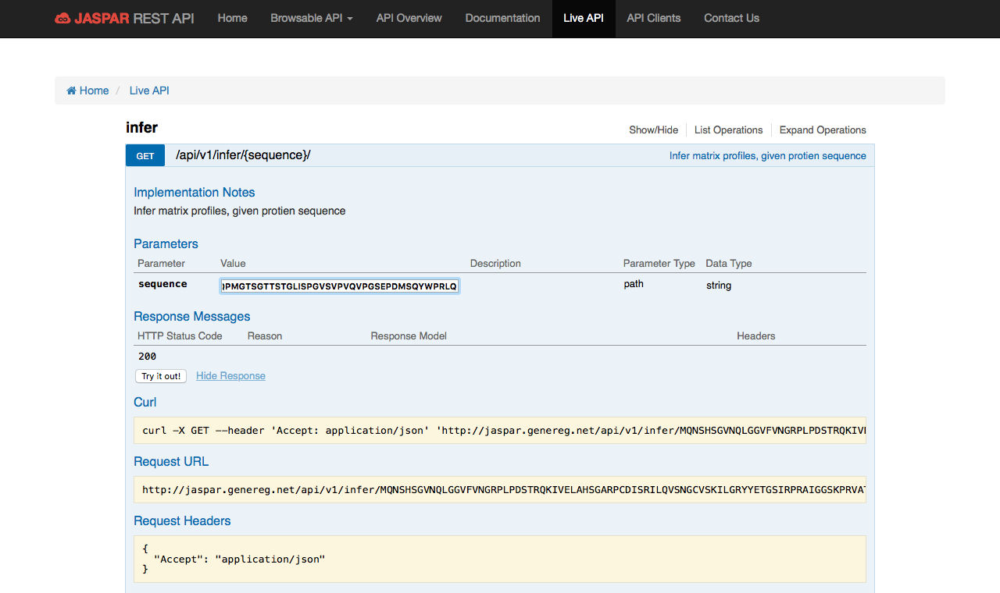 JASPAR REST API Home Browsable API API Overview Documentation Live API API Clients Contact Us
Home / Live API
infer Show/Hide List Operations Expand Operations
GET /api/v1/infer/{sequence}/ Infer matrix profiles, given protien sequence
Implementation Notes
Infer matrix profiles, given protien sequence
Parameters
Parameter Value Description Parameter Type Data Type
sequence PMGTSGTTSTGLISPGVSVPVQVPGSEPDMSQYWPRLQ path string
Response Messages
HTTP Status Code Reason Response Model Headers
200
Try it out! Hide Response
Curl
curl -X GET --header 'Accept: application/json' 'http://jaspar.genereg.net/api/v1/infer/MQNSHSGVNQLGGVFVNGRPLPDSTRQKIVE
Request URL
http://jaspar.genereg.net/api/v1/infer/MQNSHSGVNQLGGVFVNGRPLPDSTRQKIVELAHSGARPCDISRILQVSNGCVSKILGRYYETGSIRPRAIGGSKPRVAT
Request Headers
{
"Accept": "application/json"
}